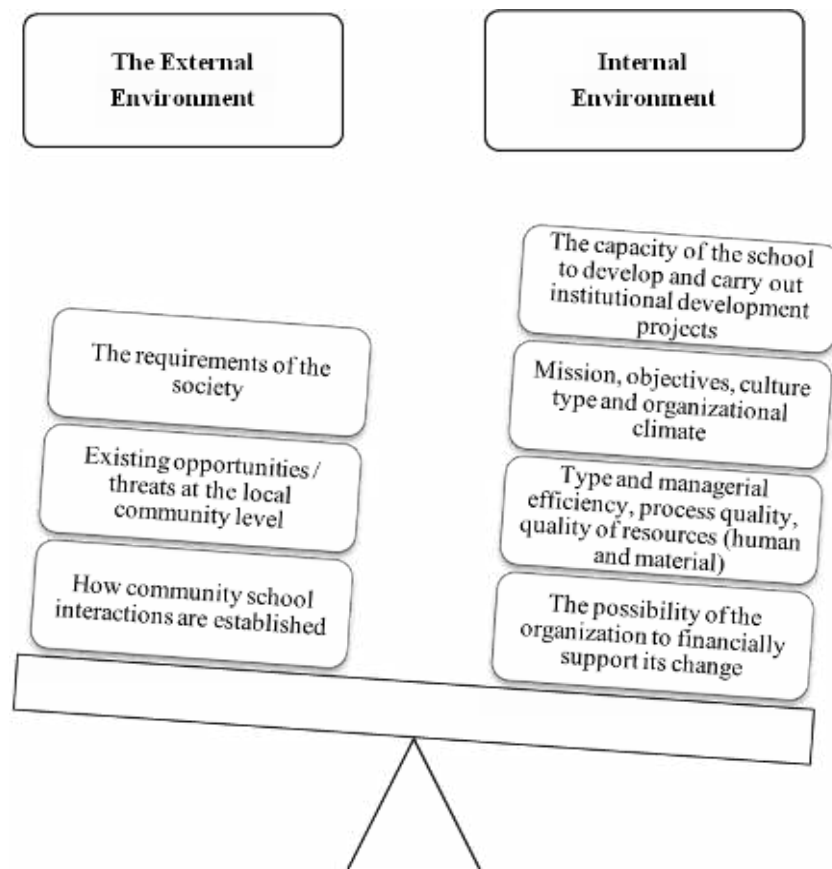 The External
Environment
Internal
Environment
The requirements of the
society
Existing opportunities /
threats at the local
community level
How community school
interactions are established
The capacity of the school
to develop and carry out
institutional development
projects
Mission, objectives, culture
type and organizational
climate
Type and managerial
efficiency, process quality,
quality of resources (human
and material)
The possibility of the
organization to financially
support its change